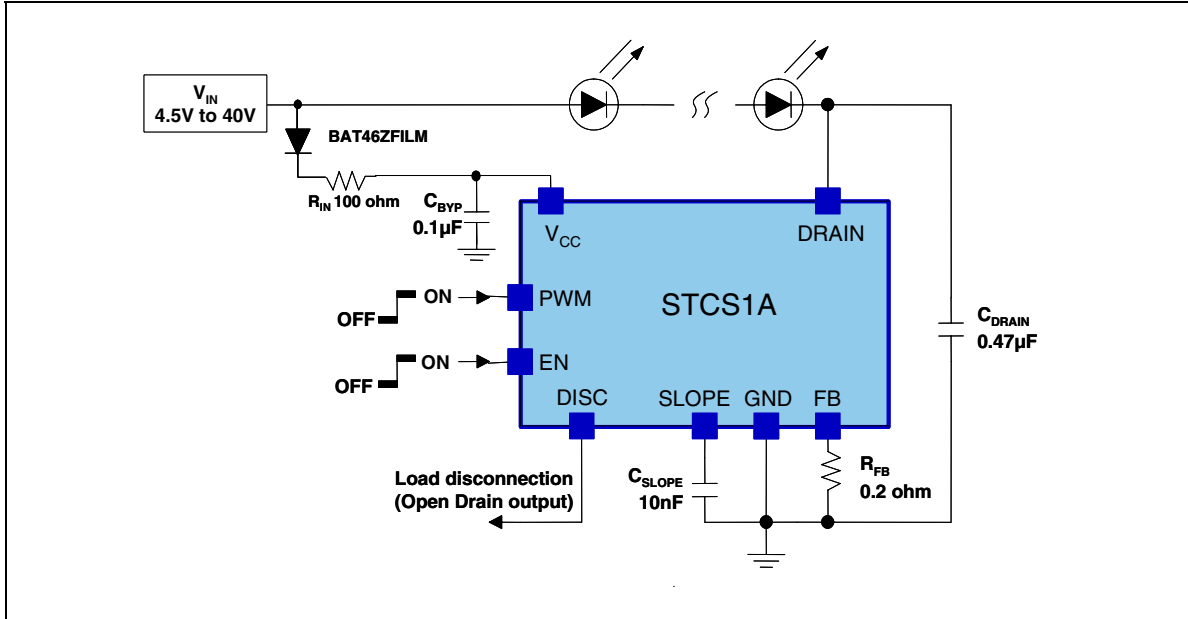 VIN
4.5V to 40V
BAT46ZFILM
RIN 100 ohm
CBYP
0.1µF
VCC
DRAIN
ON
PWM
OFF
STCS1A
CDRAIN
0.47µF
ON
EN
OFF
DISC
SLOPE
GND
FB
Load disconnection
(Open Drain output)
CSLOPE
10nF
RFB
0.2 ohm